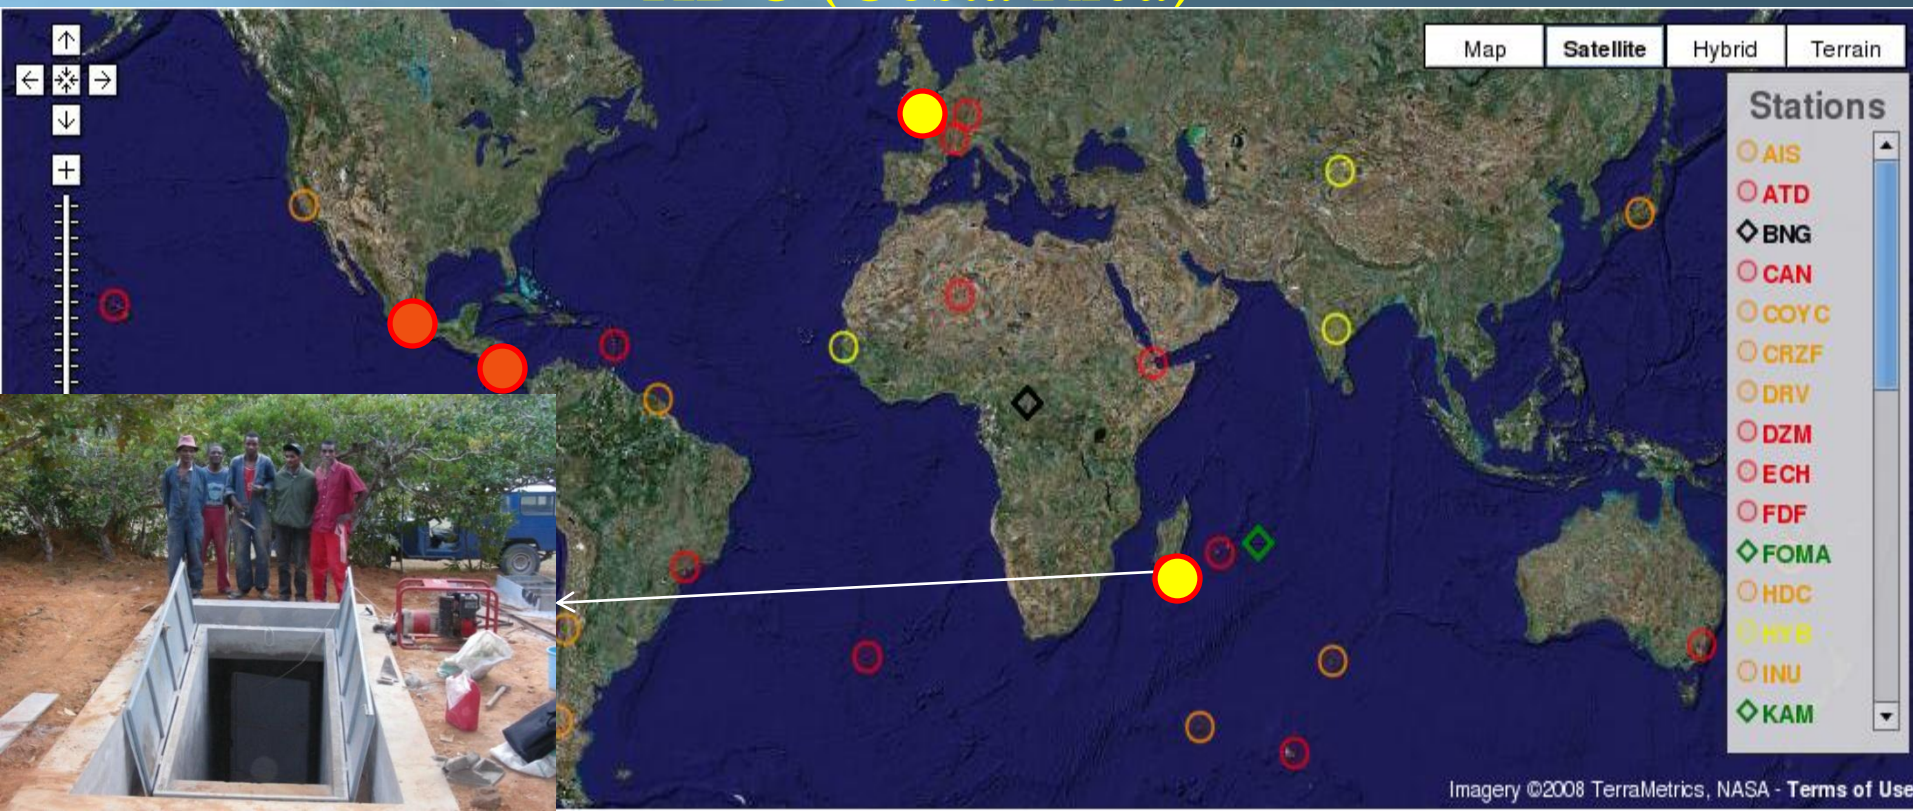 Map
Satellite
Hybrid
Terrain
Stations
AIS
ATD
BNG
CAN
COYC
CRZF
DRV
DZM
ECH
FDF
FOMA
HDC
HYB
INU
KAM
Imagery ©2008 TerraMetrics, NASA - Terms of Use